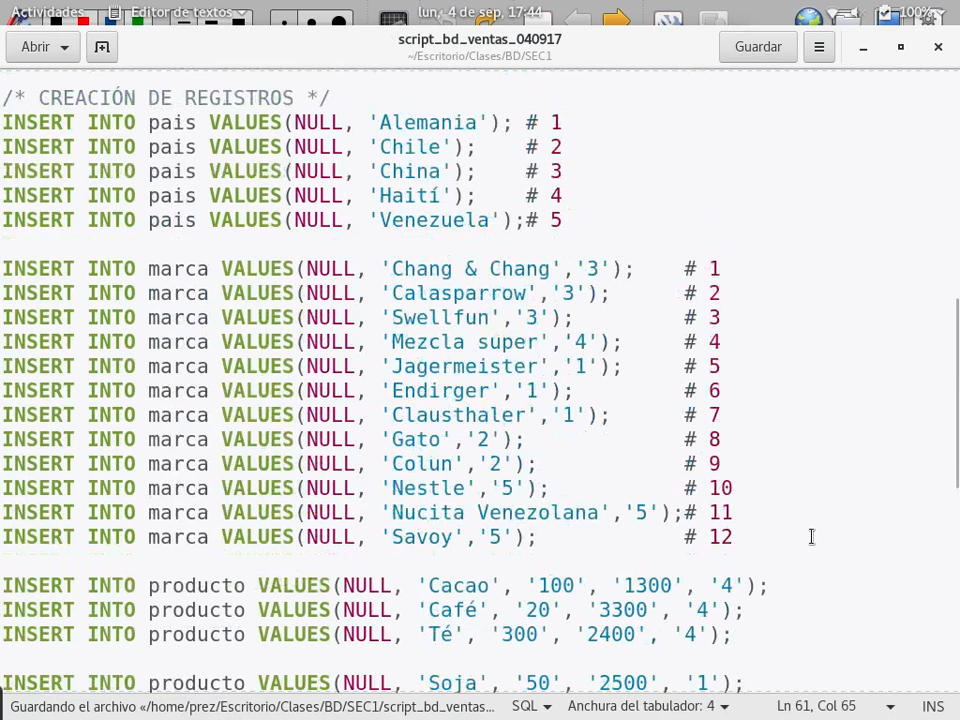 Actividades Editor de textos lun, 4 de sep, 17:44 100%
Abrir script_bd_ventas_040917 Guardar
~/Escritorio/Clases/BD/SEC1
/* CREACIÓN DE REGISTROS */
INSERT INTO pais VALUES(NULL, 'Alemania'); # 1
INSERT INTO pais VALUES(NULL, 'Chile'); # 2
INSERT INTO pais VALUES(NULL, 'China'); # 3
INSERT INTO pais VALUES(NULL, 'Haití'); # 4
INSERT INTO pais VALUES(NULL, 'Venezuela');# 5
INSERT INTO marca VALUES(NULL, 'Chang & Chang','3'); # 1
INSERT INTO marca VALUES(NULL, 'Calasparrow','3'); # 2
INSERT INTO marca VALUES(NULL, 'Swellfun','3'); # 3
INSERT INTO marca VALUES(NULL, 'Mezcla super','4'); # 4
INSERT INTO marca VALUES(NULL, 'Jagermeister','1'); # 5
INSERT INTO marca VALUES(NULL, 'Endirger','1'); # 6
INSERT INTO marca VALUES(NULL, 'Clausthaler','1'); # 7
INSERT INTO marca VALUES(NULL, 'Gato','2'); # 8
INSERT INTO marca VALUES(NULL, 'Colun','2'); # 9
INSERT INTO marca VALUES(NULL, 'Nestle','5'); # 10
INSERT INTO marca VALUES(NULL, 'Nucita Venezolana','5');# 11
INSERT INTO marca VALUES(NULL, 'Savoy','5'); # 12
INSERT INTO producto VALUES(NULL, 'Cacao', '100', '1300', '4');
INSERT INTO producto VALUES(NULL, 'Café', '20', '3300', '4');
INSERT INTO producto VALUES(NULL, 'Té', '300', '2400', '4');
INSERT INTO producto VALUES(NULL, 'Soja', '50', '2500', '1');
Guardando el archivo «/home/prez/Escritorio/Clases/BD/SEC1/script_bd_ventas... SQL Anchura del tabulador: 4 Ln 61, Col 65 INS